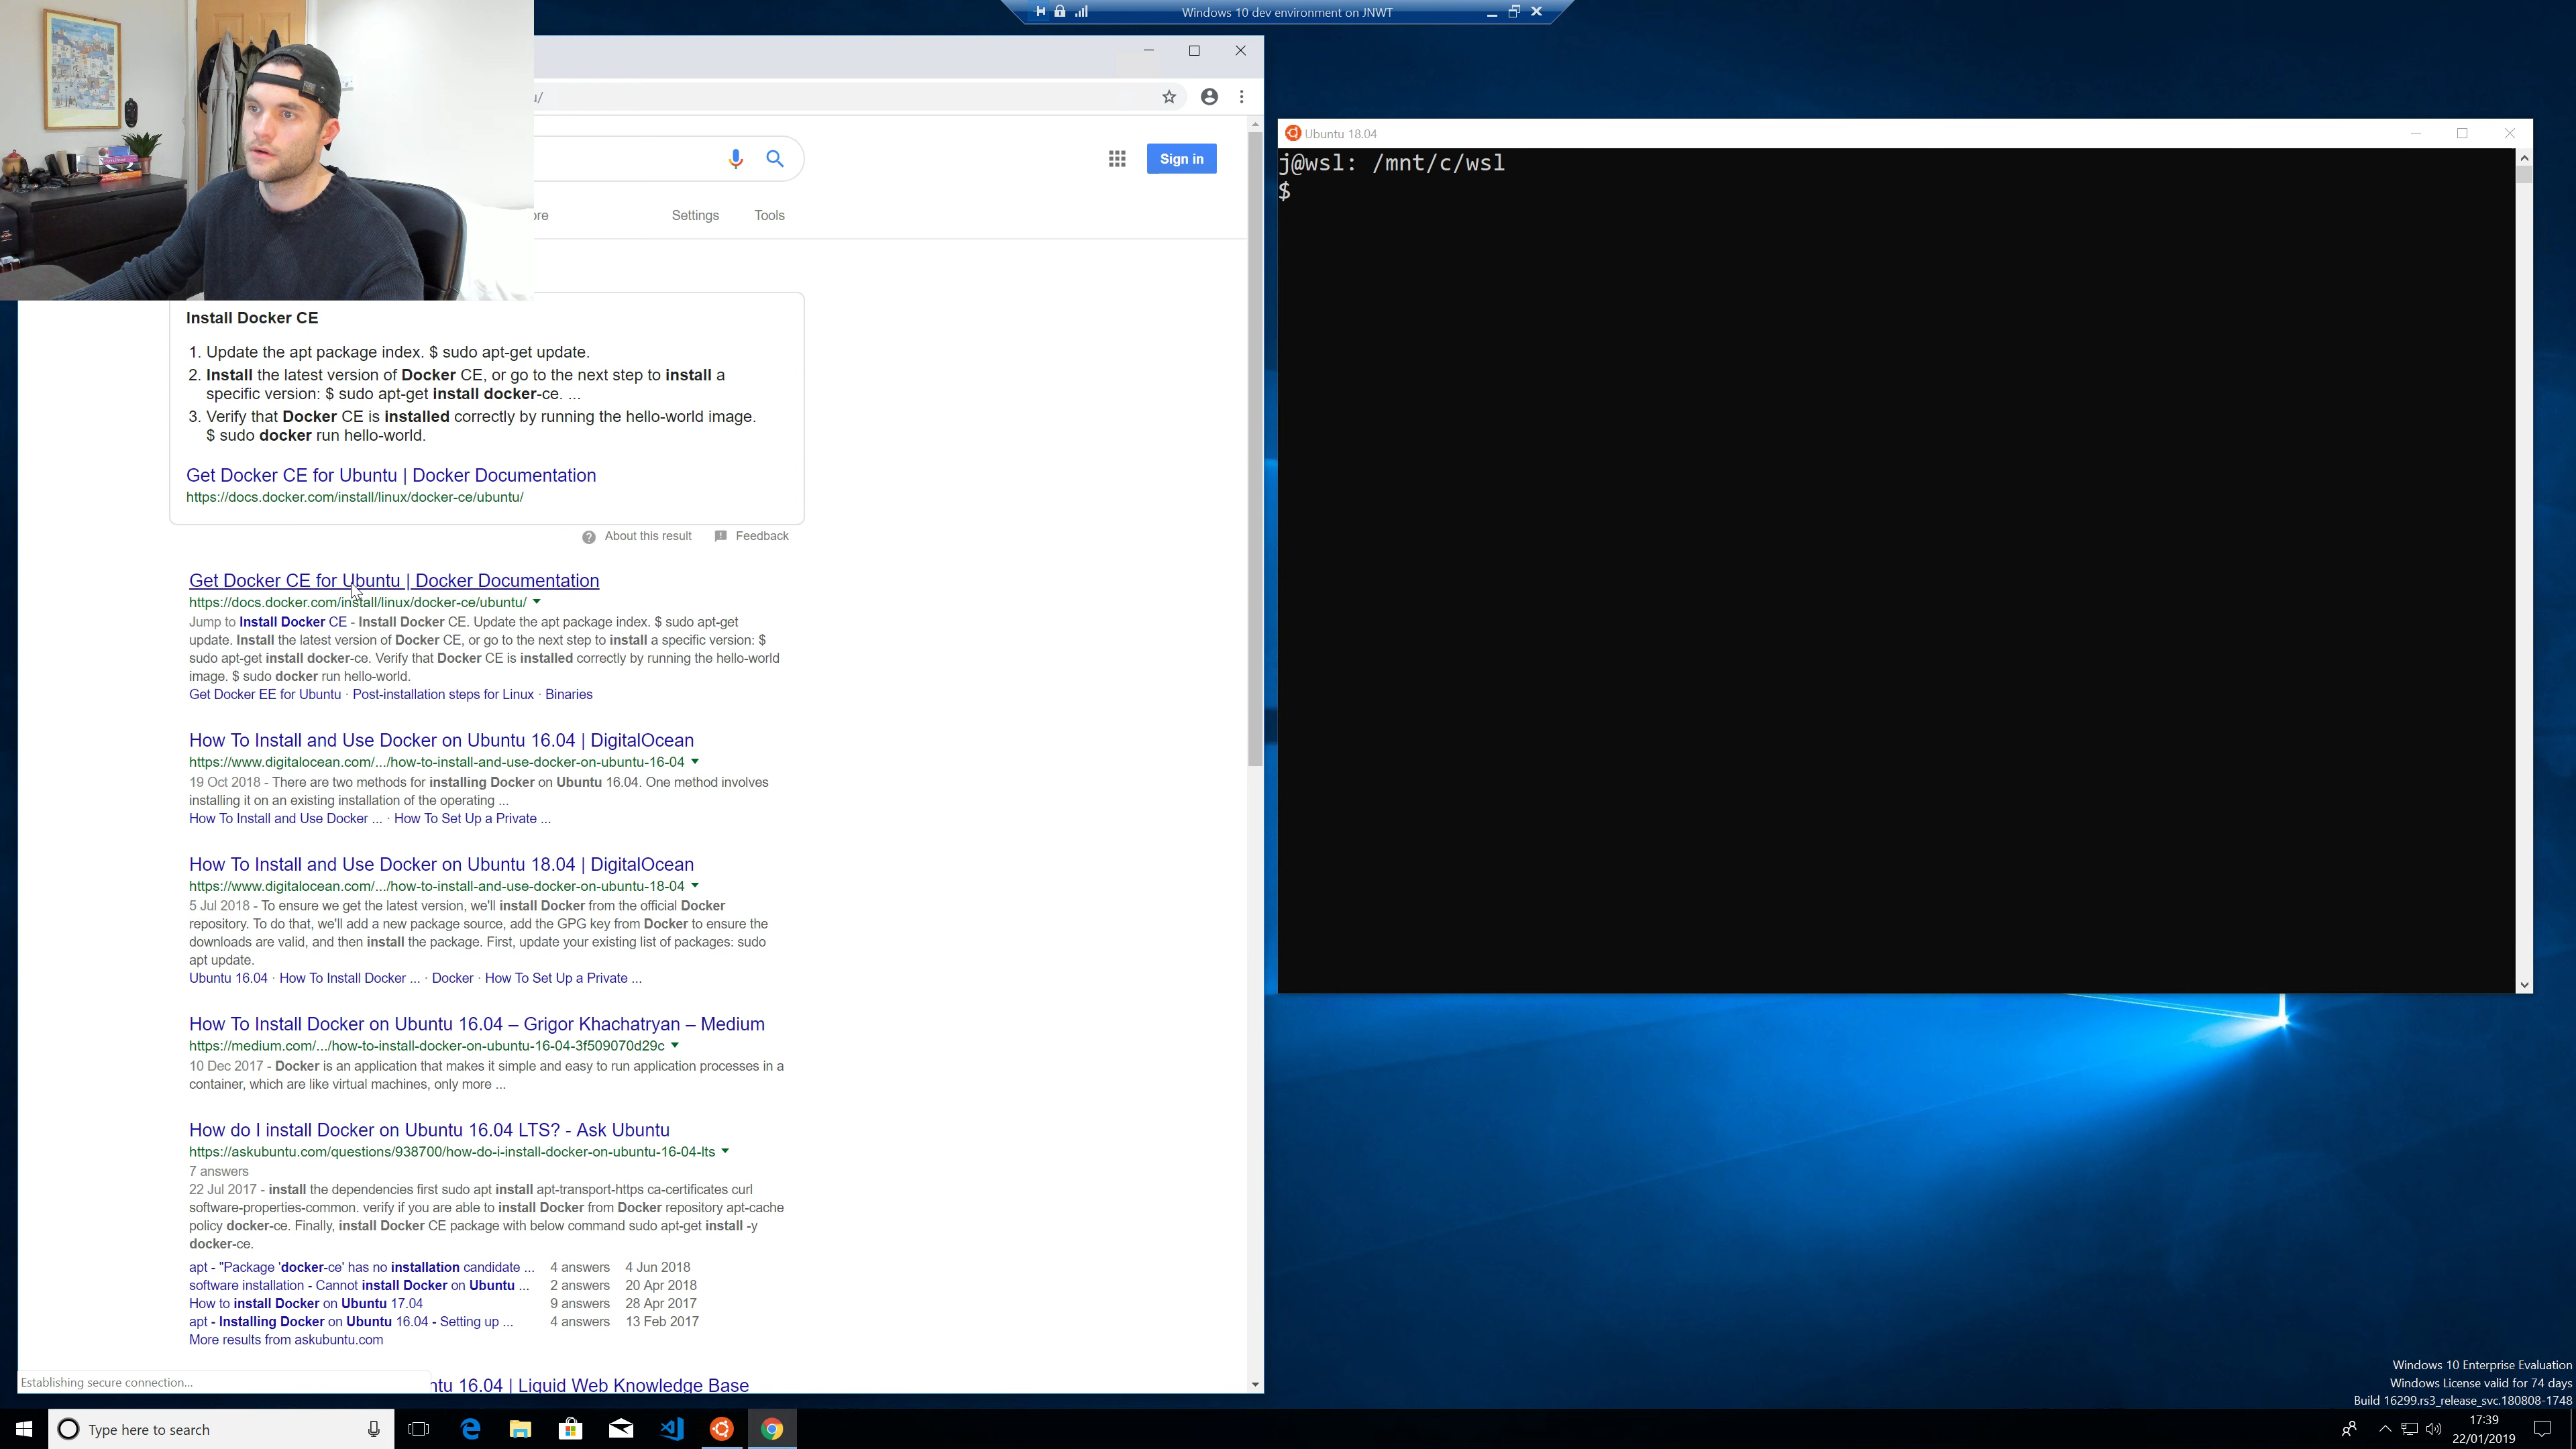 Windows 10 dev environment on JNWT
u/
Sign in
ore
Settings
Tools
Install Docker CE
1. Update the apt package index. $ sudo apt-get update.
2. Install the latest version of Docker CE, or go to the next step to install a
specific version: $ sudo apt-get install docker-ce. ...
3. Verify that Docker CE is installed correctly by running the hello-world image.
$ sudo docker run hello-world.
Get Docker CE for Ubuntu | Docker Documentation
https://docs.docker.com/install/linux/docker-ce/ubuntu/
About this result
Feedback
Get Docker CE for Ubuntu | Docker Documentation
https://docs.docker.com/install/linux/docker-ce/ubuntu/
Jump to Install Docker CE - Install Docker CE. Update the apt package index. $ sudo apt-get
update. Install the latest version of Docker CE, or go to the next step to install a specific version: $
sudo apt-get install docker-ce. Verify that Docker CE is installed correctly by running the hello-world
image. $ sudo docker run hello-world.
Get Docker EE for Ubuntu · Post-installation steps for Linux · Binaries
How To Install and Use Docker on Ubuntu 16.04 | DigitalOcean
https://www.digitalocean.com/.../how-to-install-and-use-docker-on-ubuntu-16-04
19 Oct 2018 - There are two methods for installing Docker on Ubuntu 16.04. One method involves
installing it on an existing installation of the operating ...
How To Install and Use Docker ... · How To Set Up a Private ...
How To Install and Use Docker on Ubuntu 18.04 | DigitalOcean
https://www.digitalocean.com/.../how-to-install-and-use-docker-on-ubuntu-18-04
5 Jul 2018 - To ensure we get the latest version, we'll install Docker from the official Docker
repository. To do that, we'll add a new package source, add the GPG key from Docker to ensure the
downloads are valid, and then install the package. First, update your existing list of packages: sudo
apt update.
Ubuntu 16.04 · How To Install Docker ... · Docker · How To Set Up a Private ...
How To Install Docker on Ubuntu 16.04 – Grigor Khachatryan – Medium
https://medium.com/.../how-to-install-docker-on-ubuntu-16-04-3f509070d29c
10 Dec 2017 - Docker is an application that makes it simple and easy to run application processes in a
container, which are like virtual machines, only more ...
How do I install Docker on Ubuntu 16.04 LTS? - Ask Ubuntu
https://askubuntu.com/questions/938700/how-do-i-install-docker-on-ubuntu-16-04-lts
7 answers
22 Jul 2017 - install the dependencies first sudo apt install apt-transport-https ca-certificates curl
software-properties-common. verify if you are able to install Docker from Docker repository apt-cache
policy docker-ce. Finally, install Docker CE package with below command sudo apt-get install -y
docker-ce.
apt - "Package 'docker-ce' has no installation candidate ... 4 answers 4 Jun 2018
software installation - Cannot install Docker on Ubuntu ... 2 answers 20 Apr 2018
How to install Docker on Ubuntu 17.04 9 answers 28 Apr 2017
apt - Installing Docker on Ubuntu 16.04 - Setting up ... 4 answers 13 Feb 2017
More results from askubuntu.com
ntu 16.04 | Liquid Web Knowledge Base
Establishing secure connection...
Ubuntu 18.04
j@wsl: /mnt/c/wsl
$
Windows 10 Enterprise Evaluation
Windows License valid for 74 days
Build 16299.rs3_release_svc.180808-1748
Type here to search
17:39
22/01/2019